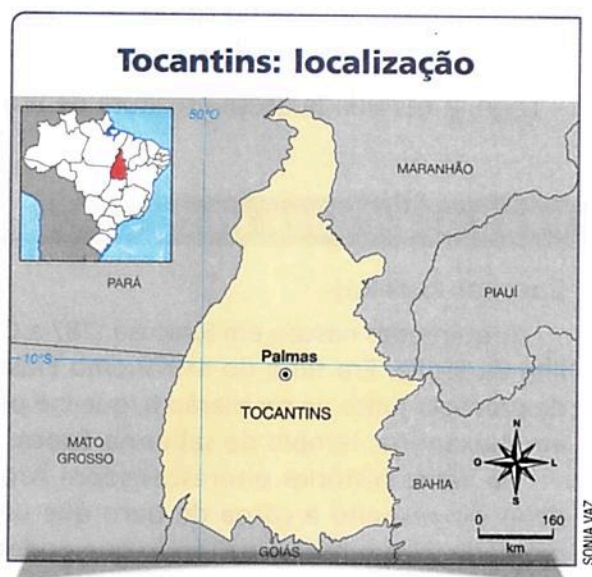 Tocantins: localização
50°O
MARANHÃO
PARÁ
PIAUÍ
10°S
Palmas
TOCANTINS
MATO
GROSSO
N
O
L
S
BAHIA
0
160
km
GOIÁS
SONIA VAZ